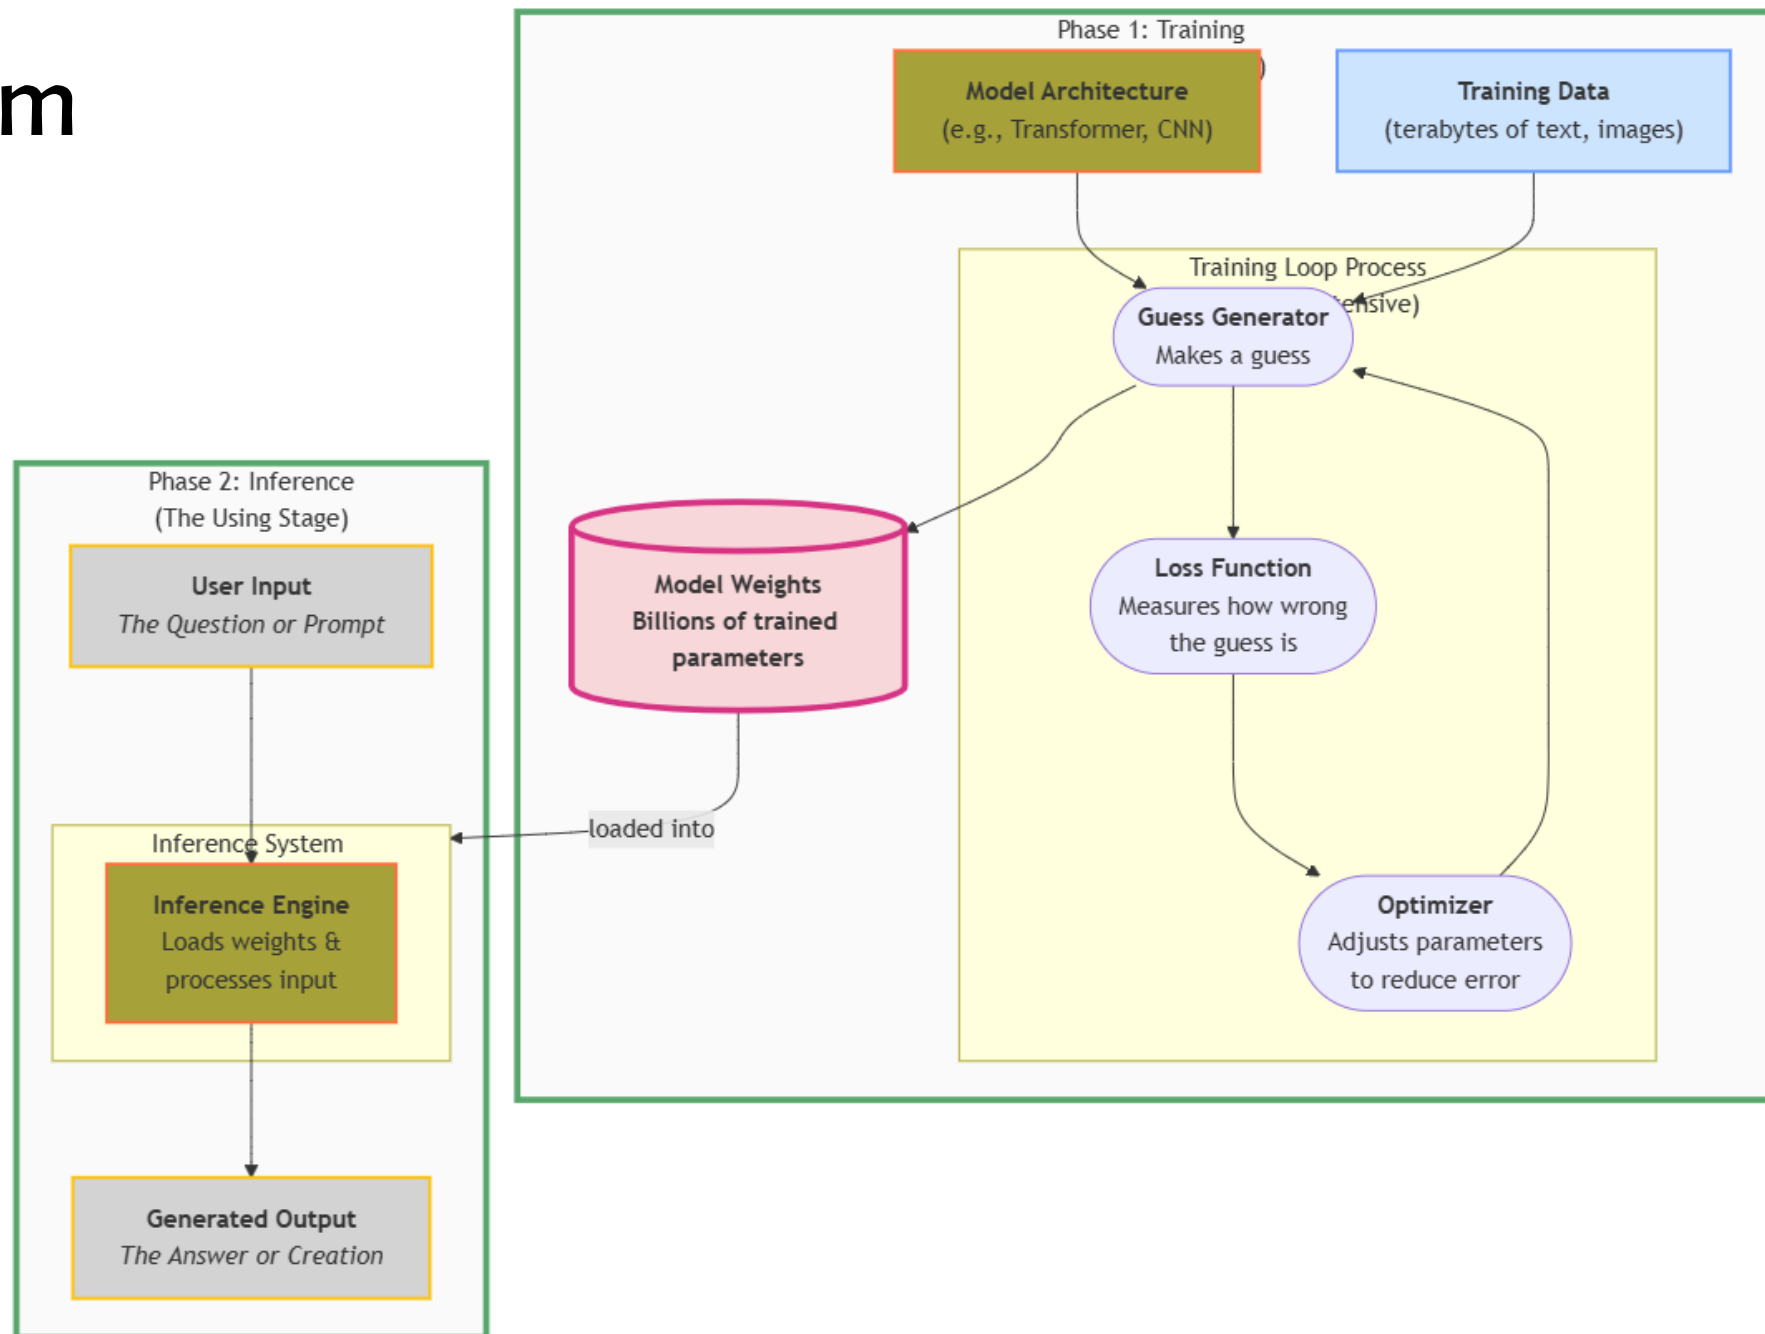 m
Phase 1: Training
)
Model Architecture
(e.g., Transformer, CNN)
Training Data
(terabytes of text, images)
Training Loop Process
ensive)
Guess Generator
Makes a guess
Loss Function
Measures how wrong
the guess is
Optimizer
Adjusts parameters
to reduce error
Model Weights
Billions of trained
parameters
loaded into
Phase 2: Inference
(The Using Stage)
User Input
The Question or Prompt
Inference System
Inference Engine
Loads weights &
processes input
Generated Output
The Answer or Creation